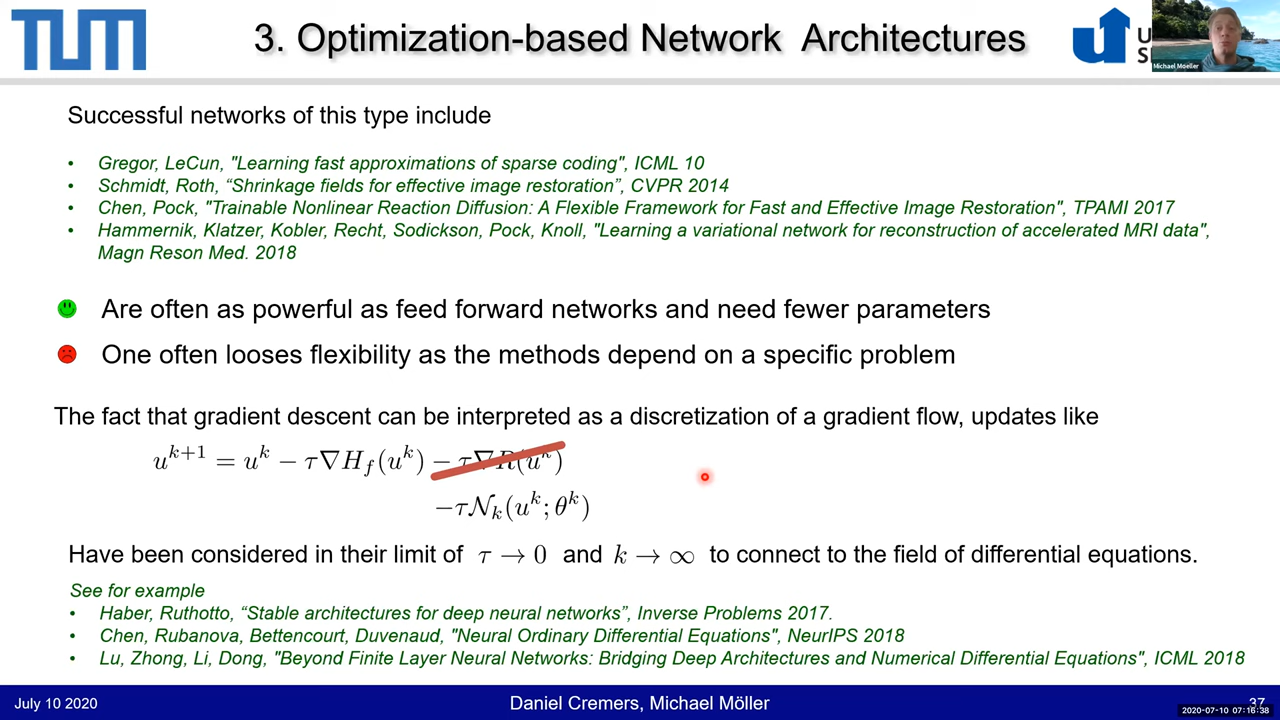 TUM
3. Optimization-based Network Architectures
U
S
Michael Moeller
Successful networks of this type include
• Gregor, LeCun, "Learning fast approximations of sparse coding", ICML 10
• Schmidt, Roth, “Shrinkage fields for effective image restoration”, CVPR 2014
• Chen, Pock, "Trainable Nonlinear Reaction Diffusion: A Flexible Framework for Fast and Effective Image Restoration", TPAMI 2017
• Hammernik, Klatzer, Kobler, Recht, Sodickson, Pock, Knoll, "Learning a variational network for reconstruction of accelerated MRI data",
Magn Reson Med. 2018
Are often as powerful as feed forward networks and need fewer parameters
One often looses flexibility as the methods depend on a specific problem
The fact that gradient descent can be interpreted as a discretization of a gradient flow, updates like
u^{k+1} = u^k − τ∇H_f(u^k) − τ∇R(u^k)
−τ𝒩_k(u^k; θ^k)
Have been considered in their limit of τ → 0 and k → ∞ to connect to the field of differential equations.
See for example
• Haber, Ruthotto, “Stable architectures for deep neural networks”, Inverse Problems 2017.
• Chen, Rubanova, Bettencourt, Duvenaud, "Neural Ordinary Differential Equations", NeurIPS 2018
• Lu, Zhong, Li, Dong, "Beyond Finite Layer Neural Networks: Bridging Deep Architectures and Numerical Differential Equations", ICML 2018
July 10 2020
Daniel Cremers, Michael Möller
37
2020-07-10 07:16:38